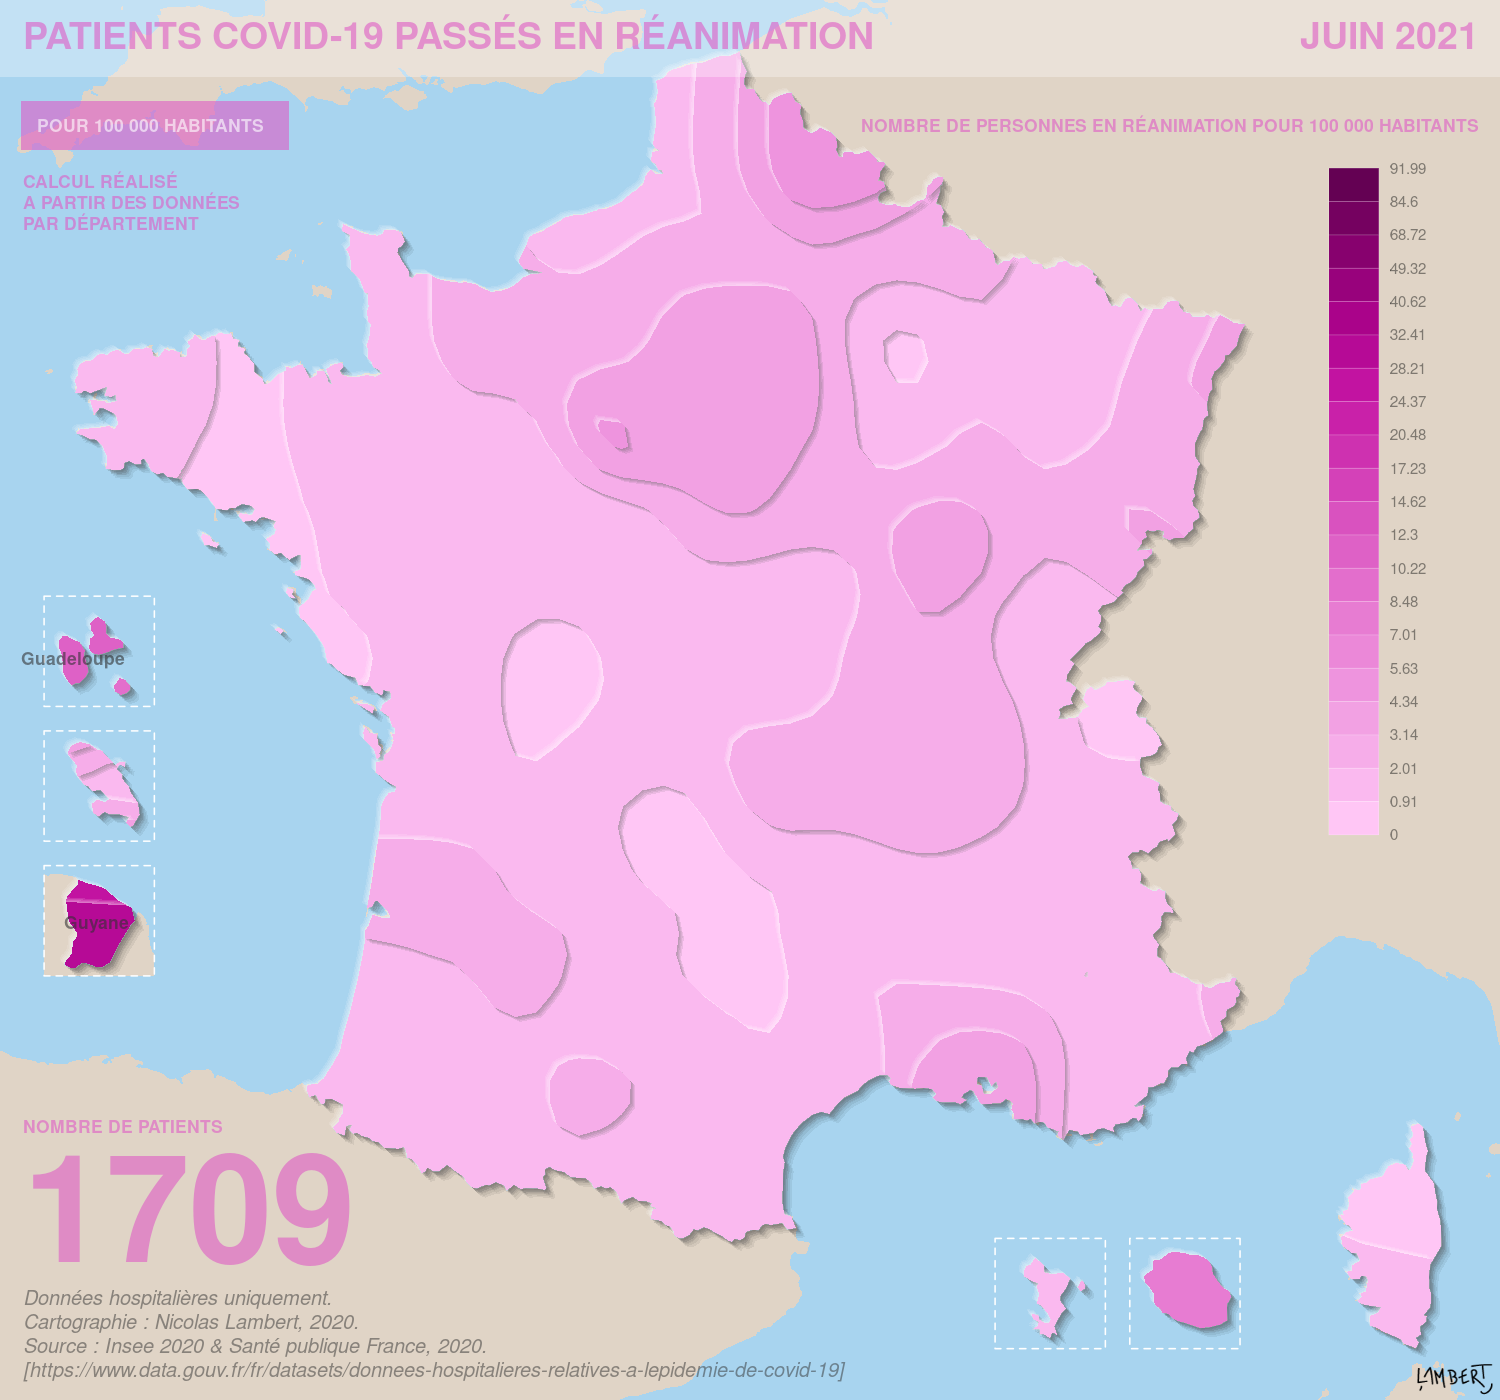 PATIENTS COVID-19 PASSÉS EN RÉANIMATION
JUIN 2021
POUR 100 000 HABITANTS
CALCUL RÉALISÉ
A PARTIR DES DONNÉES
PAR DÉPARTEMENT
NOMBRE DE PERSONNES EN RÉANIMATION POUR 100 000 HABITANTS
91.99
84.6
68.72
49.32
40.62
32.41
28.21
24.37
20.48
17.23
14.62
12.3
10.22
8.48
7.01
5.63
4.34
3.14
2.01
0.91
0
Guadeloupe
Guyane
NOMBRE DE PATIENTS
1709
Données hospitalières uniquement.
Cartographie : Nicolas Lambert, 2020.
Source : Insee 2020 & Santé publique France, 2020.
[https://www.data.gouv.fr/fr/datasets/donnees-hospitalieres-relatives-a-lepidemie-de-covid-19]
LAMBERT